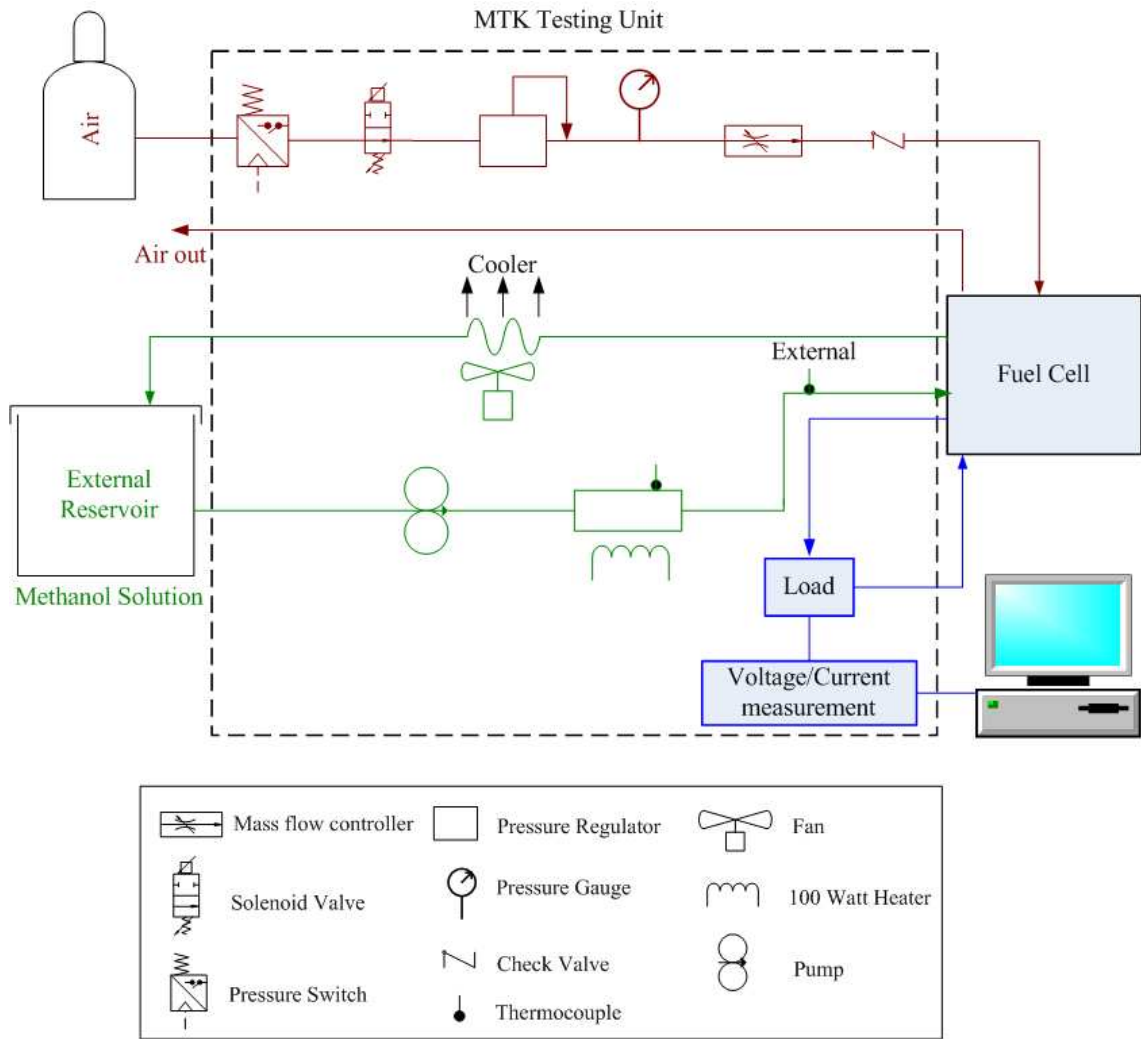 MTK Testing Unit
Air
Air out
Cooler
External
Fuel Cell
External
Reservoir
Methanol Solution
Load
Voltage/Current
measurement
Mass flow controller
Pressure Regulator
Fan
Solenoid Valve
Pressure Gauge
100 Watt Heater
Check Valve
Pump
Pressure Switch
Thermocouple